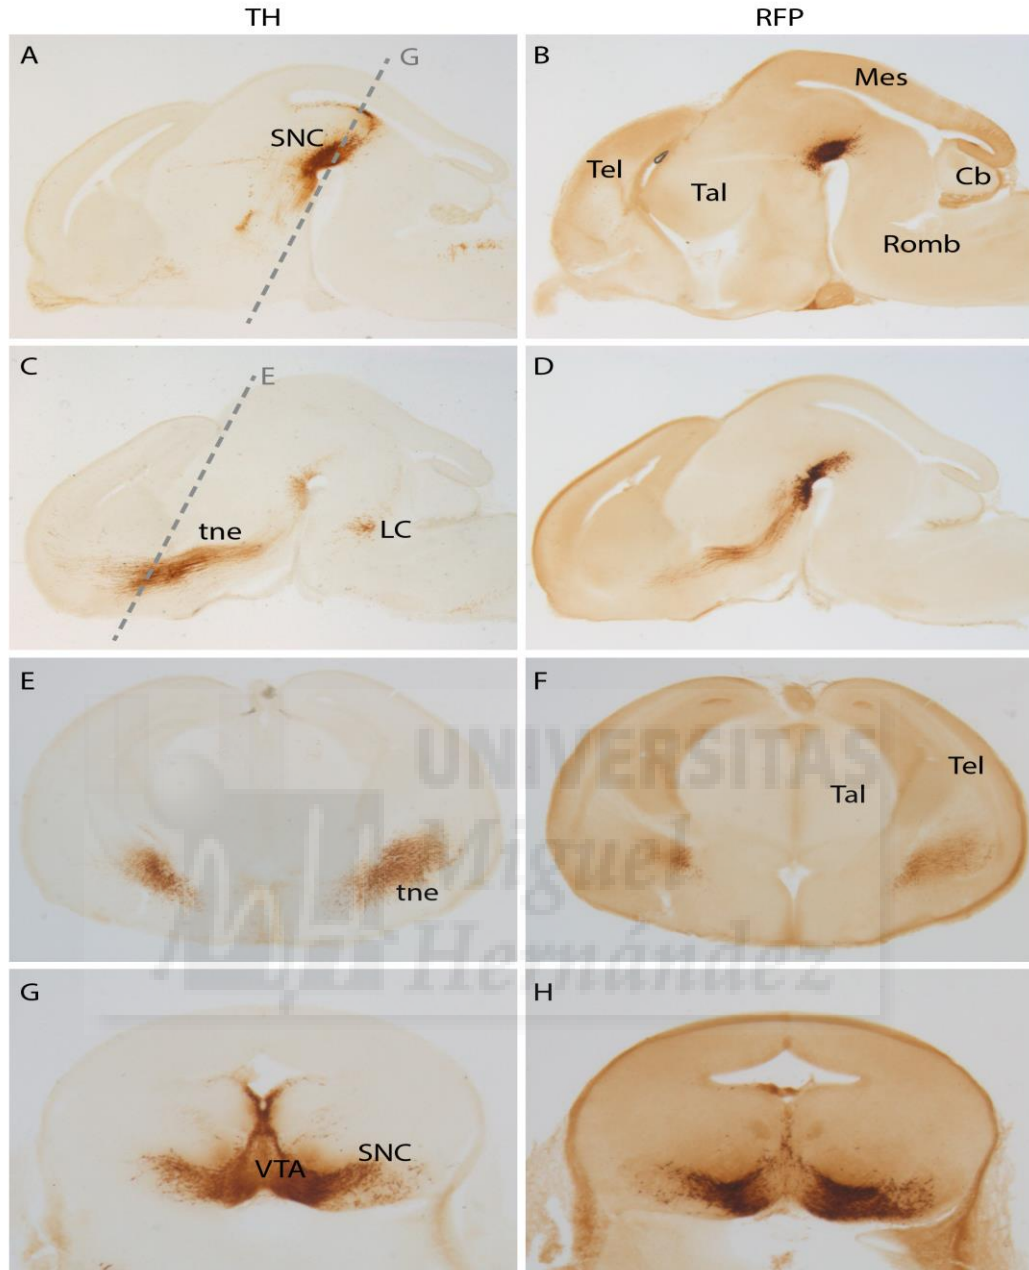 TH RFP
A
G
SNC
B
Mes
Tel
Tal
Cb
Romb
C
E
tne
LC
D
E
tne
F
Tel
Tal
UNIVERSITAS
Miguel
Hernández
G
VTA
SNC
H